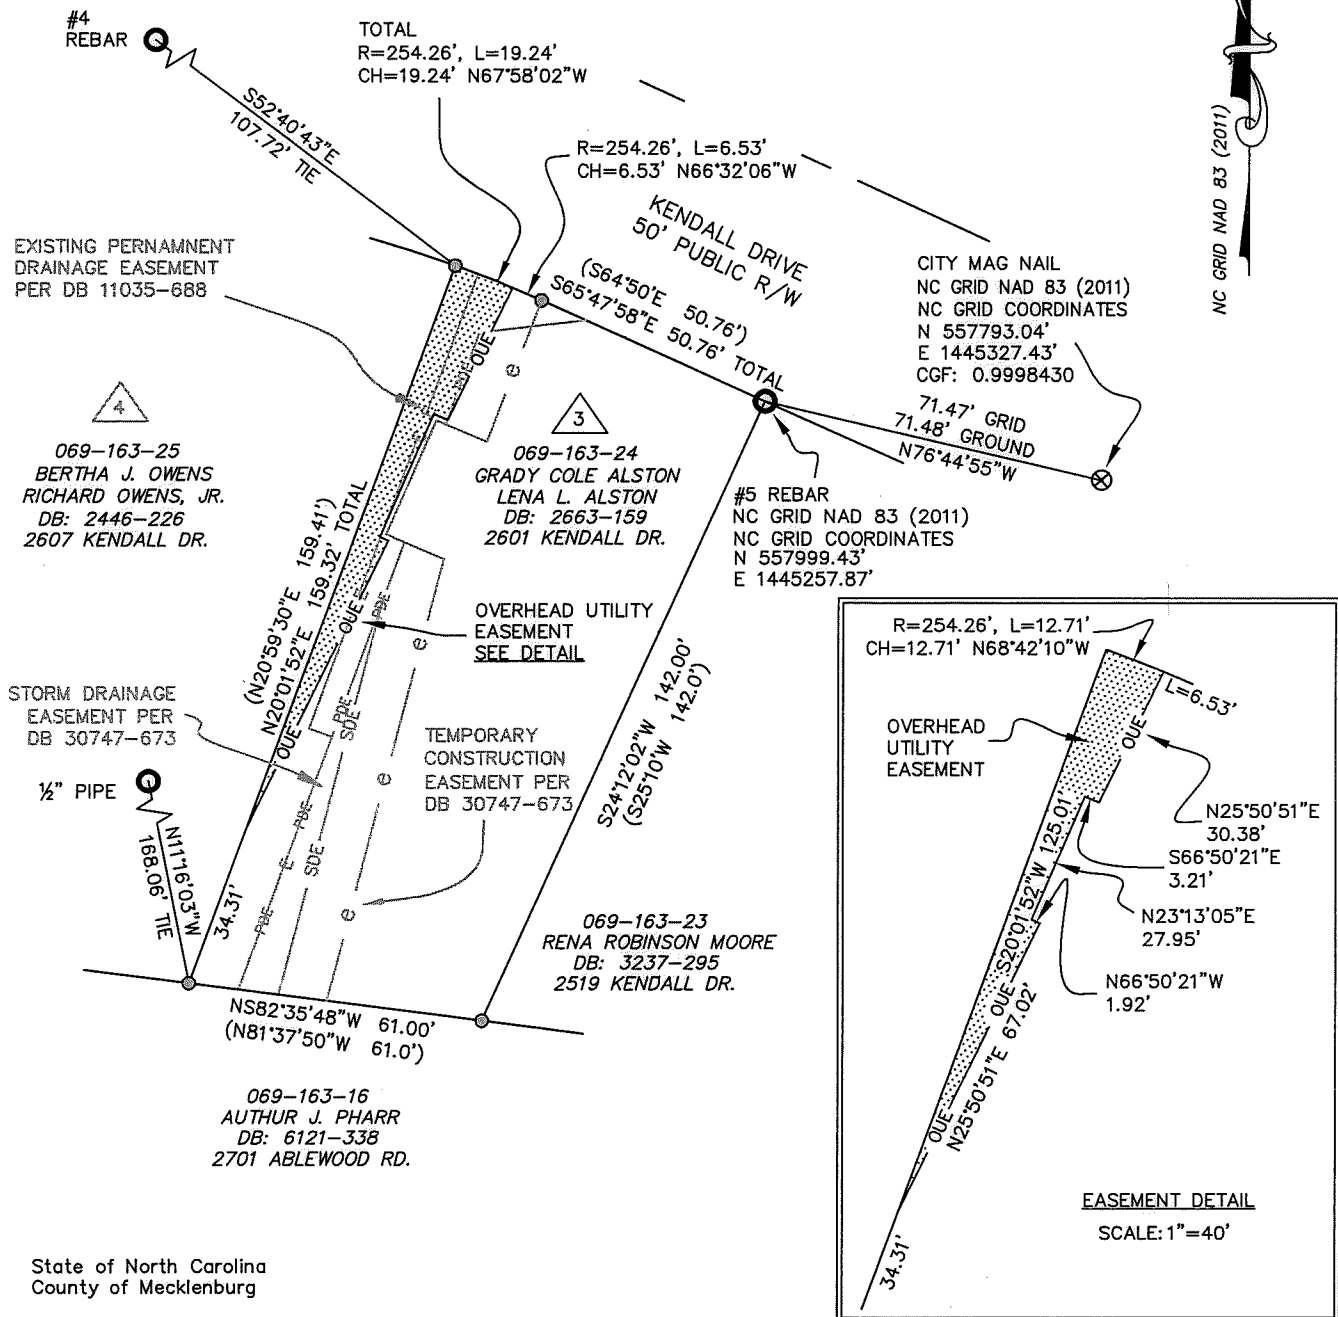 #4
REBAR
TOTAL
R=254.26', L=19.24'
CH=19.24' N67°58'02"W
NC GRID NAD 83 (2011)
S52°40'43"E
107.72' TIE
R=254.26', L=6.53'
CH=6.53' N66°32'06"W
KENDALL DRIVE
50' PUBLIC R/W
(S64°50'E 50.76')
S65°47'58"E 50.76' TOTAL
EXISTING PERNAMNENT
DRAINAGE EASEMENT
PER DB 11035-688
CITY MAG NAIL
NC GRID NAD 83 (2011)
NC GRID COORDINATES
N 557793.04'
E 1445327.43'
CGF: 0.9998430
71.47' GRID
71.48' GROUND
N76°44'55"W
4
069-163-25
BERTHA J. OWENS
RICHARD OWENS, JR.
DB: 2446-226
2607 KENDALL DR.
3
069-163-24
GRADY COLE ALSTON
LENA L. ALSTON
DB: 2663-159
2601 KENDALL DR.
#5 REBAR
NC GRID NAD 83 (2011)
NC GRID COORDINATES
N 557999.43'
E 1445257.87'
PDE
OUE
e
(N20°59'30"E 159.41')
N20°01'52"E 159.32' TOTAL
OUE
E
PDE
e
OVERHEAD UTILITY
EASEMENT
SEE DETAIL
STORM DRAINAGE
EASEMENT PER
DB 30747-673
OUE
PDE
SDE
e
TEMPORARY
CONSTRUCTION
EASEMENT PER
DB 30747-673
S24°12'02"W 142.00'
(S25°10'W 142.0')
½" PIPE
N11°16'03"W
168.06' TIE
34.31'
PDE
E
SDE
PDE
e
069-163-23
RENA ROBINSON MOORE
DB: 3237-295
2519 KENDALL DR.
NS82°35'48"W 61.00'
(N81°37'50"W 61.0')
069-163-16
AUTHUR J. PHARR
DB: 6121-338
2701 ABLEWOOD RD.
R=254.26', L=12.71'
CH=12.71' N68°42'10"W
L=6.53'
OVERHEAD
UTILITY
EASEMENT
OUE
N25°50'51"E
30.38'
S66°50'21"E
3.21'
S20°01'52"W 125.01'
N23°13'05"E
27.95'
N66°50'21"W
1.92'
OUE
OUE
N25°50'51"E 67.02'
34.31'
EASEMENT DETAIL
SCALE: 1"=40'
State of North Carolina
County of Mecklenburg